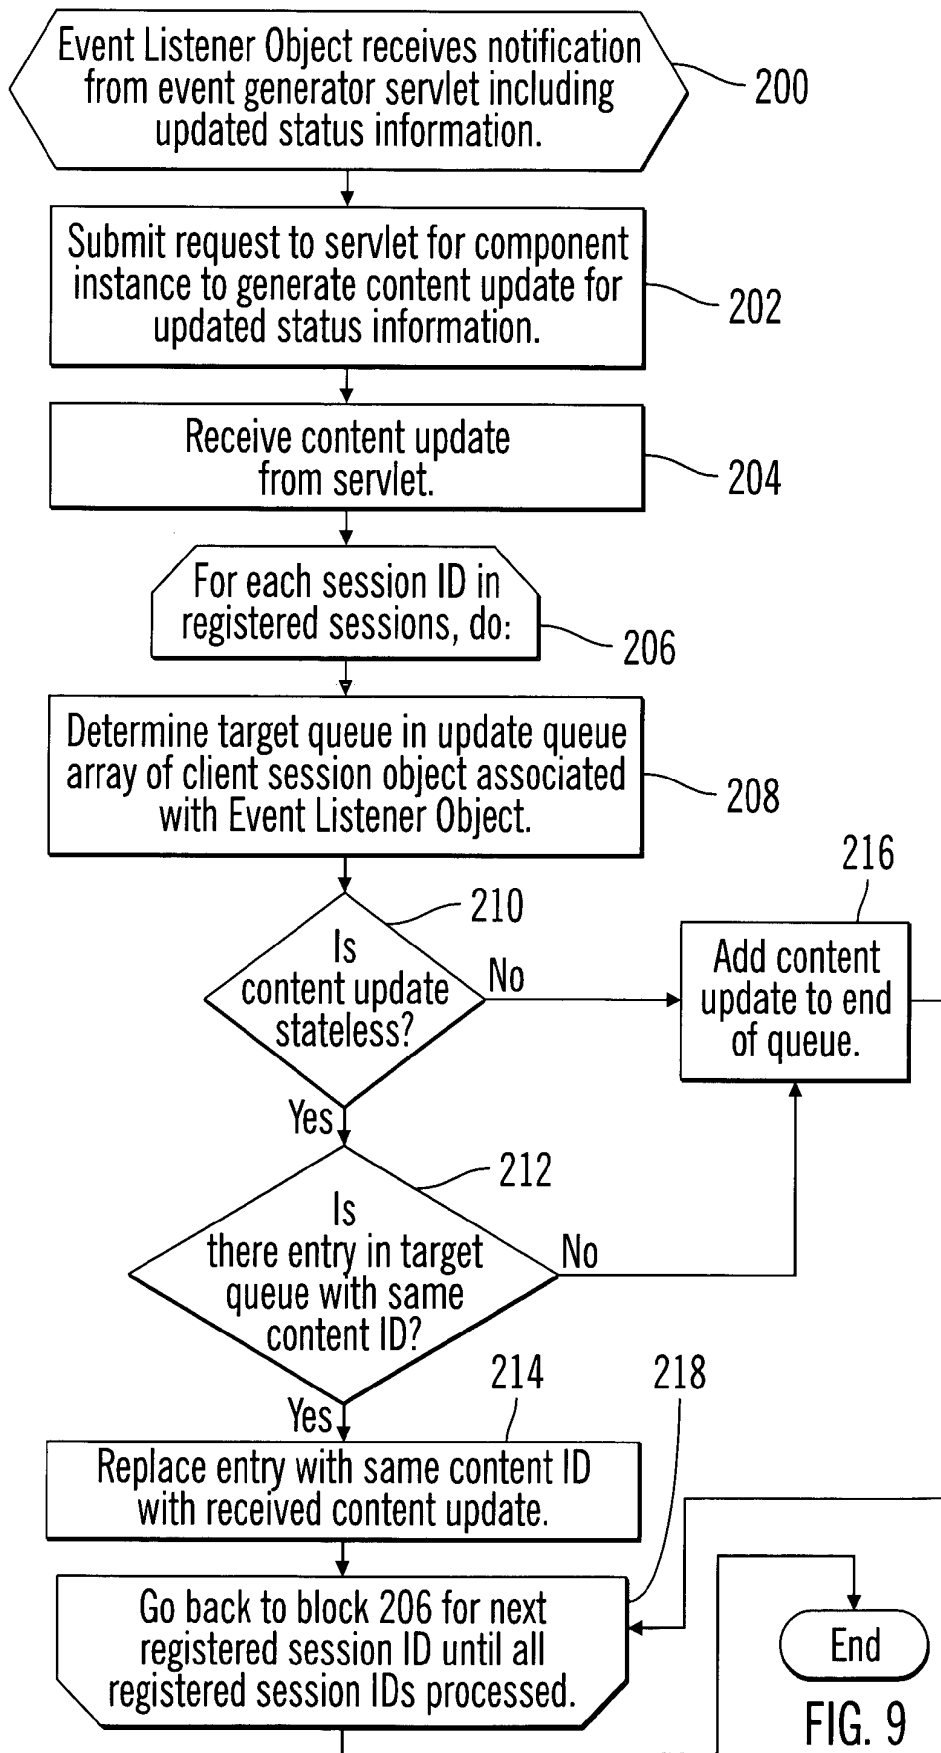 Event Listener Object receives notification
from event generator servlet including
updated status information.
200
Submit request to servlet for component
instance to generate content update for
updated status information.
202
Receive content update
from servlet.
204
For each session ID in
registered sessions, do:
206
Determine target queue in update queue
array of client session object associated
with Event Listener Object.
208
210
Is
content update
stateless?
No
216
Add content
update to end
of queue.
Yes
212
Is
there entry in target
queue with same
content ID?
No
Yes
214
218
Replace entry with same content ID
with received content update.
Go back to block 206 for next
registered session ID until all
registered session IDs processed.
End
FIG. 9